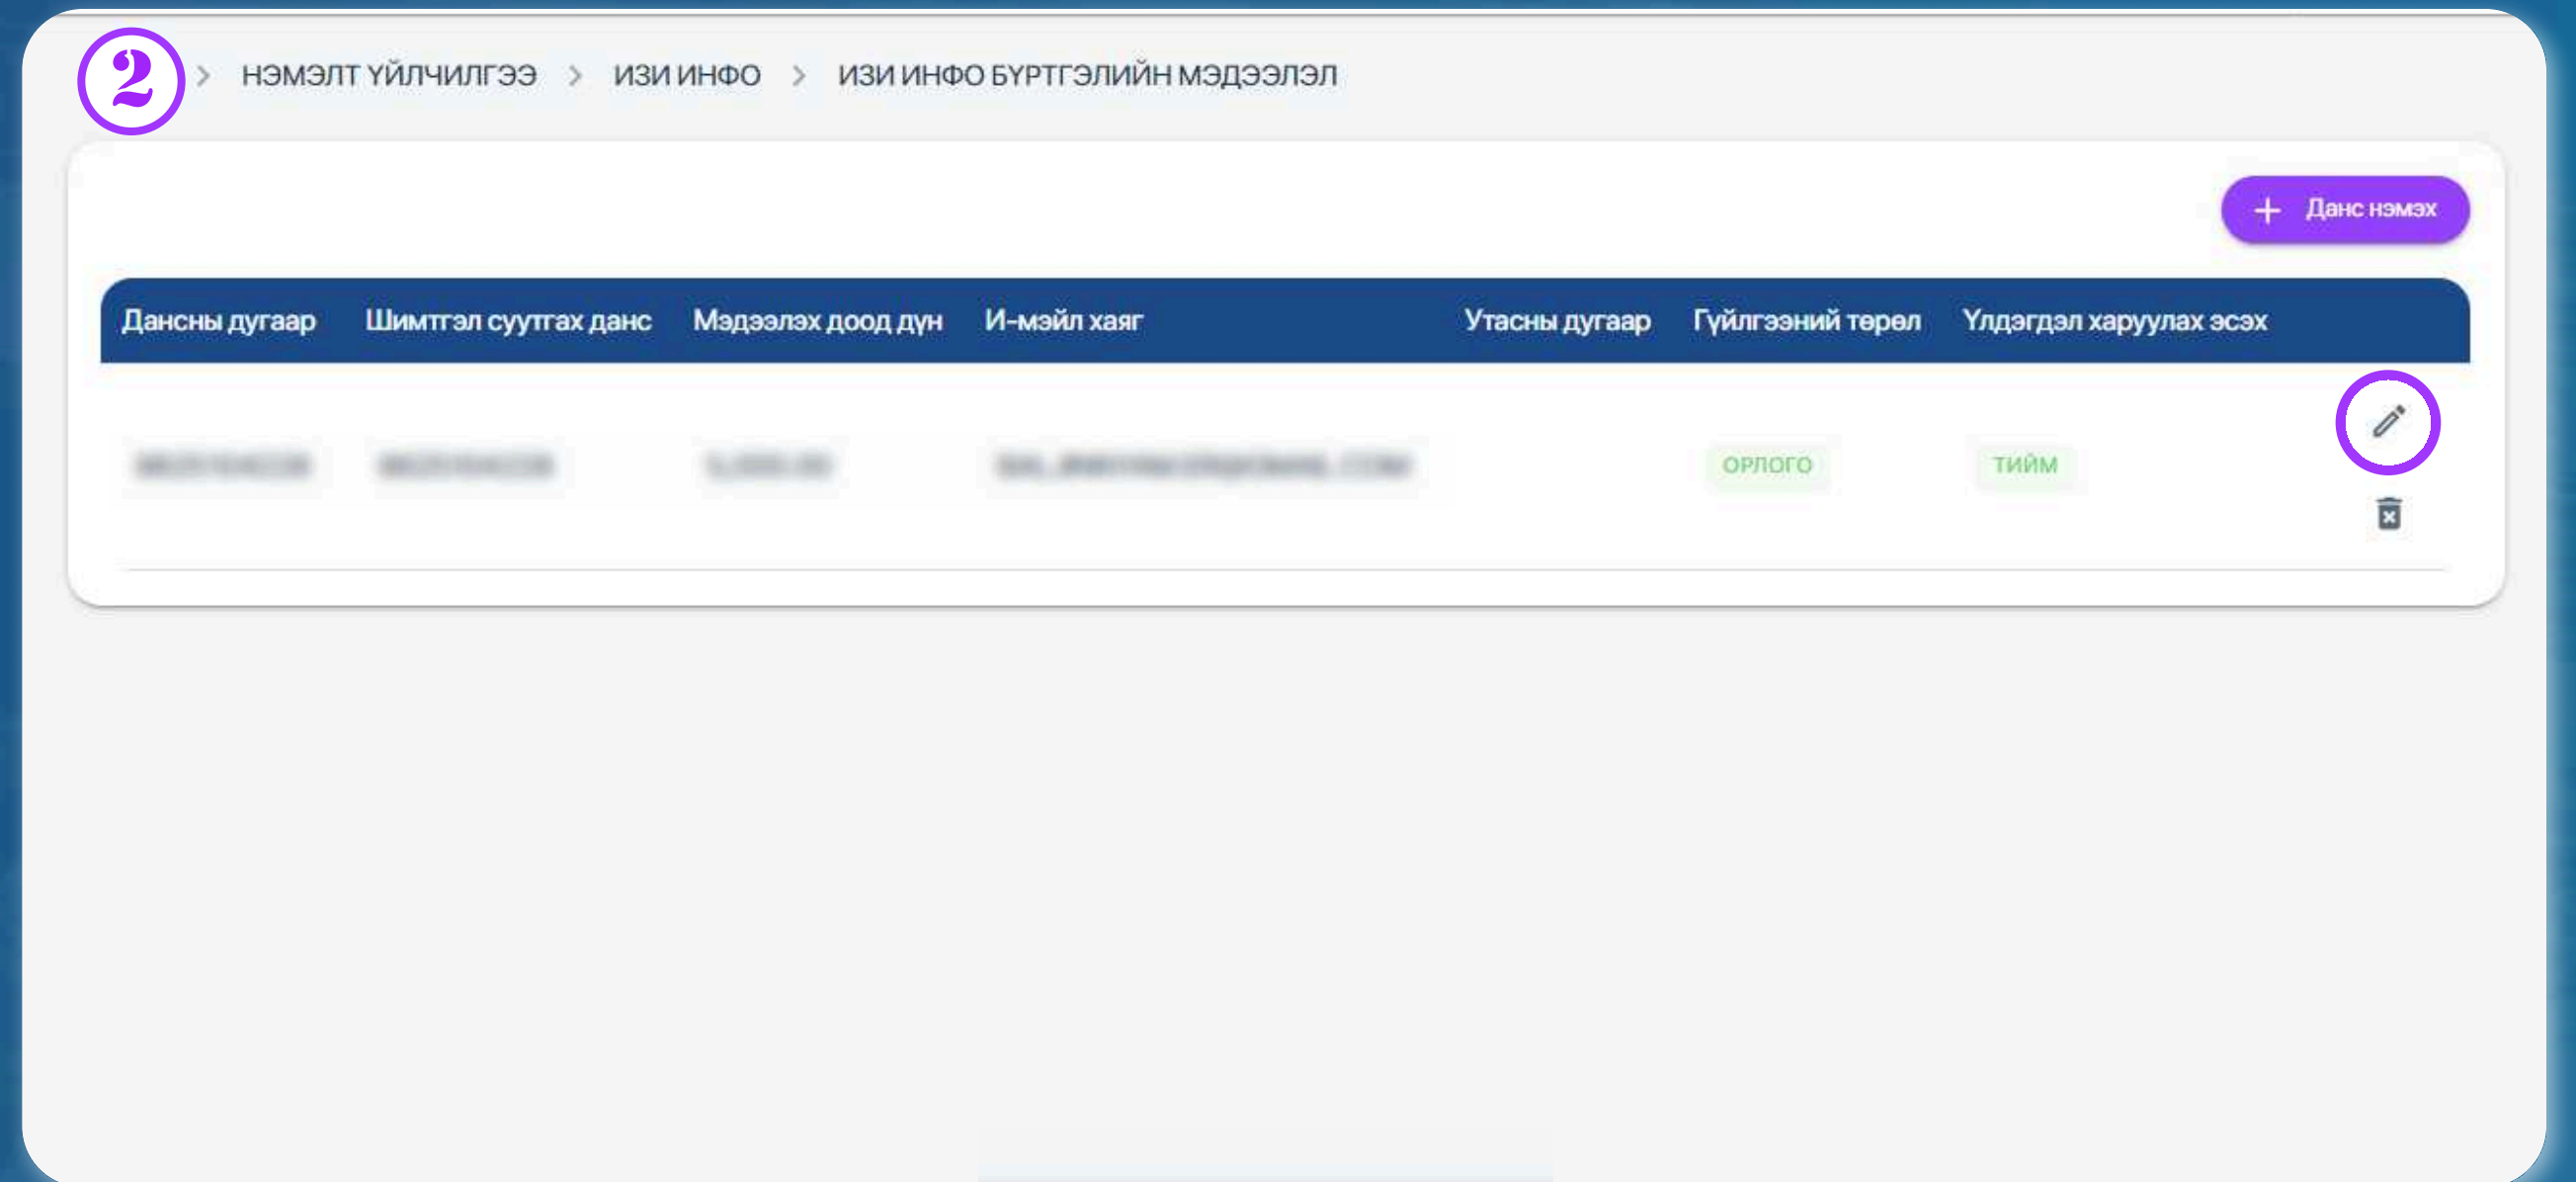 2 > НЭМЭЛТ ҮЙЛЧИЛГЭЭ > ИЗИ ИНФО > ИЗИ ИНФО БҮРТГЭЛИЙН МЭДЭЭЛЭЛ
+ Данс нэмэх
Дансны дугаар Шимтгэл суутгах данс Мэдээлэх доод дүн И-мэйл хаяг Утасны дугаар Гүйлгээний төрөл Үлдэгдэл харуулах эсэх
ОРЛОГО ТИЙМ